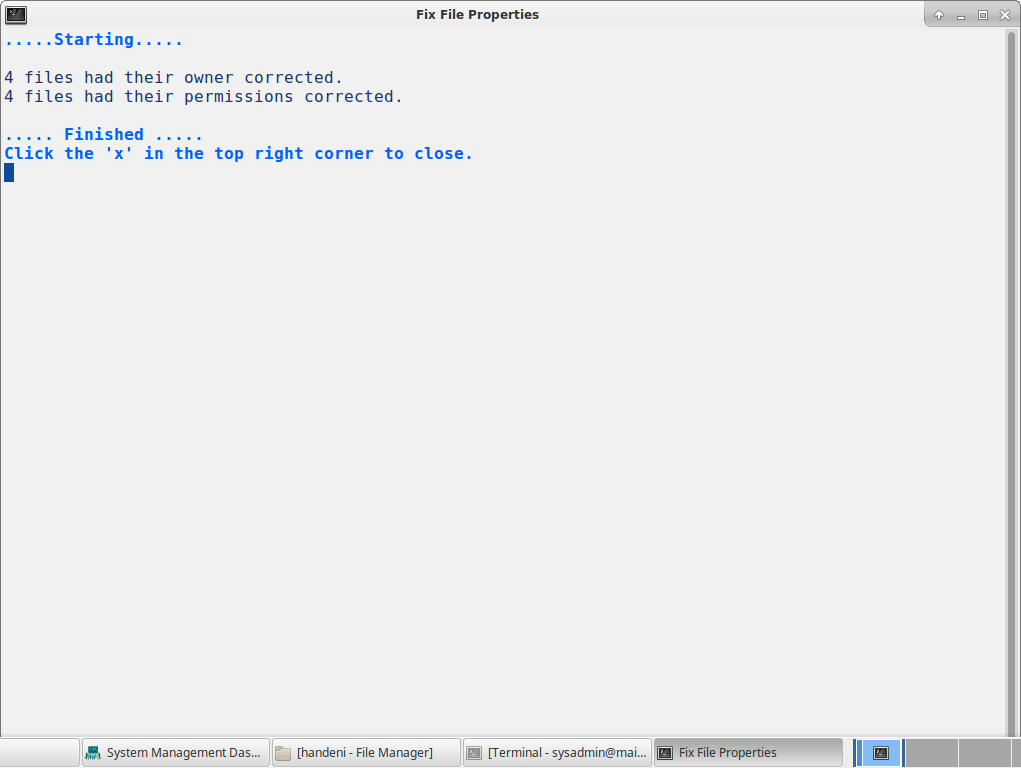 Fix File Properties
.....Starting.....
4 files had their owner corrected.
4 files had their permissions corrected.
..... Finished .....
Click the 'x' in the top right corner to close.
System Management Das...
[handeni - File Manager]
[Terminal - sysadmin@mai...
Fix File Properties